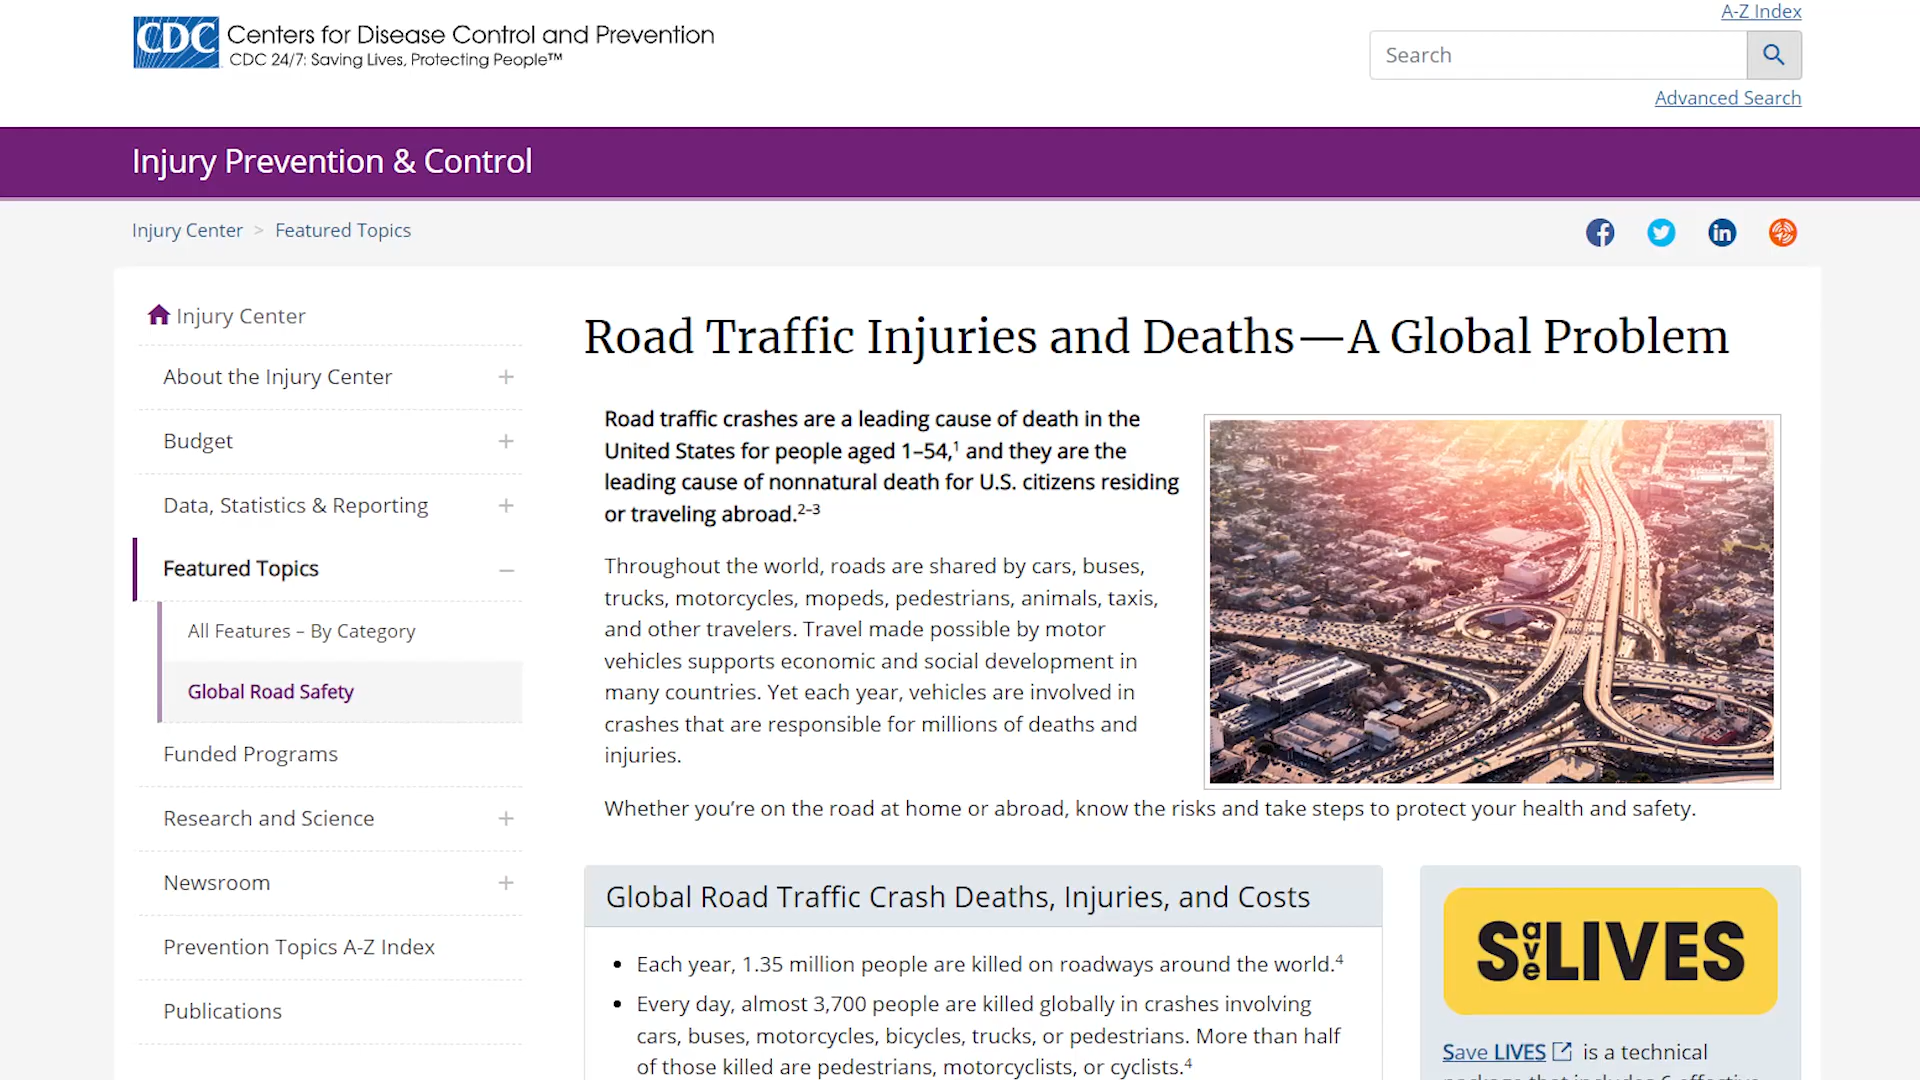 A-Z Index
CDC Centers for Disease Control and Prevention
CDC 24/7: Saving Lives, Protecting People™
Search
Advanced Search
Injury Prevention & Control
Injury Center > Featured Topics
Injury Center
About the Injury Center
Budget
Data, Statistics & Reporting
Featured Topics
All Features – By Category
Global Road Safety
Funded Programs
Research and Science
Newsroom
Prevention Topics A-Z Index
Publications
Road Traffic Injuries and Deaths—A Global Problem
Road traffic crashes are a leading cause of death in the
United States for people aged 1–54,¹ and they are the
leading cause of nonnatural death for U.S. citizens residing
or traveling abroad.²⁻³
Throughout the world, roads are shared by cars, buses,
trucks, motorcycles, mopeds, pedestrians, animals, taxis,
and other travelers. Travel made possible by motor
vehicles supports economic and social development in
many countries. Yet each year, vehicles are involved in
crashes that are responsible for millions of deaths and
injuries.
Whether you’re on the road at home or abroad, know the risks and take steps to protect your health and safety.
Global Road Traffic Crash Deaths, Injuries, and Costs
Each year, 1.35 million people are killed on roadways around the world.⁴
Every day, almost 3,700 people are killed globally in crashes involving
cars, buses, motorcycles, bicycles, trucks, or pedestrians. More than half
of those killed are pedestrians, motorcyclists, or cyclists.⁴
Save LIVES
Save LIVES is a technical
package that includes 6 effective